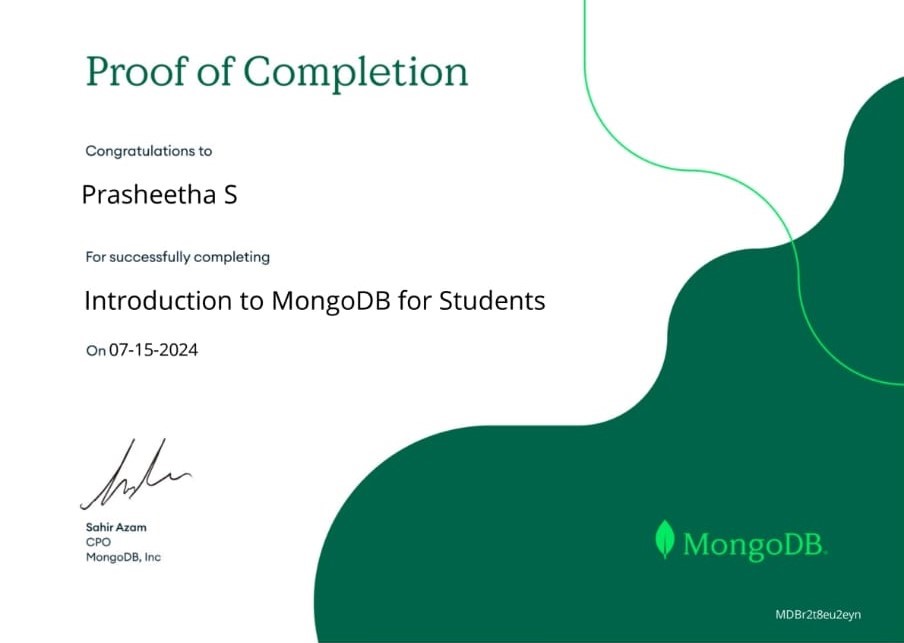 Proof of Completion
Congratulations to
Prasheetha S
For successfully completing
Introduction to MongoDB for Students
On 07-15-2024
Sahir Azam
CPO
MongoDB, Inc
MongoDB.
MDBr2t8eu2eyn